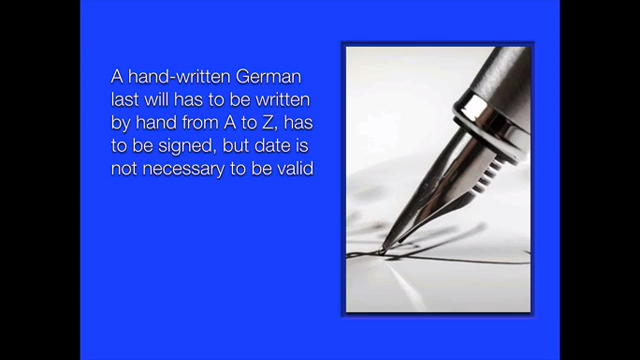 A hand-written German
last will has to be written
by hand from A to Z, has
to be signed, but date is
not necessary to be valid